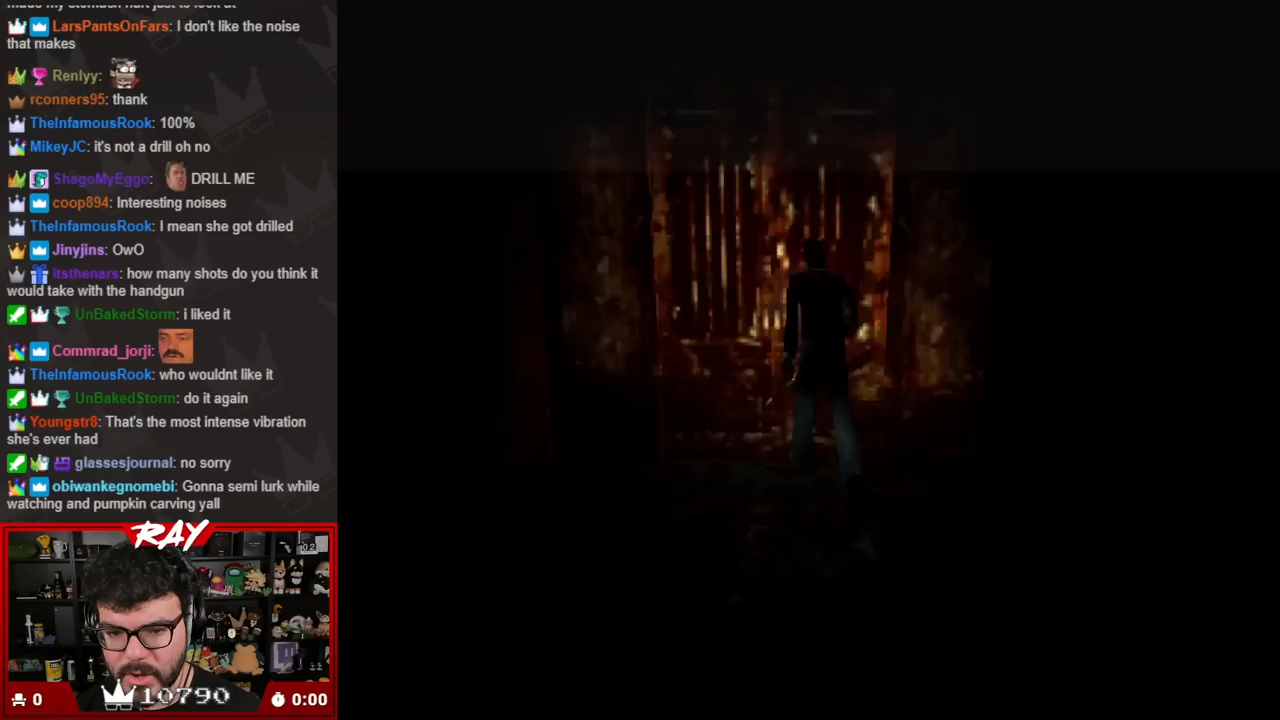 LarsPantsOnFars: I don't like the noise
that makes
Renlyy:
rconners95: thank
TheInfamousRook: 100%
MikeyJC: it's not a drill oh no
ShagoMyEggo: DRILL ME
coop894: Interesting noises
TheInfamousRook: I mean she got drilled
Jinyjins: OwO
itsthenars: how many shots do you think it
would take with the handgun
UnBakedStorm: i liked it
Commrad_jorji:
TheInfamousRook: who wouldnt like it
UnBakedStorm: do it again
Youngstr8: That's the most intense vibration
she's ever had
glassesjournal: no sorry
obiwankegnomebi: Gonna semi lurk while
watching and pumpkin carving yall
RAY
0
10790
0:00